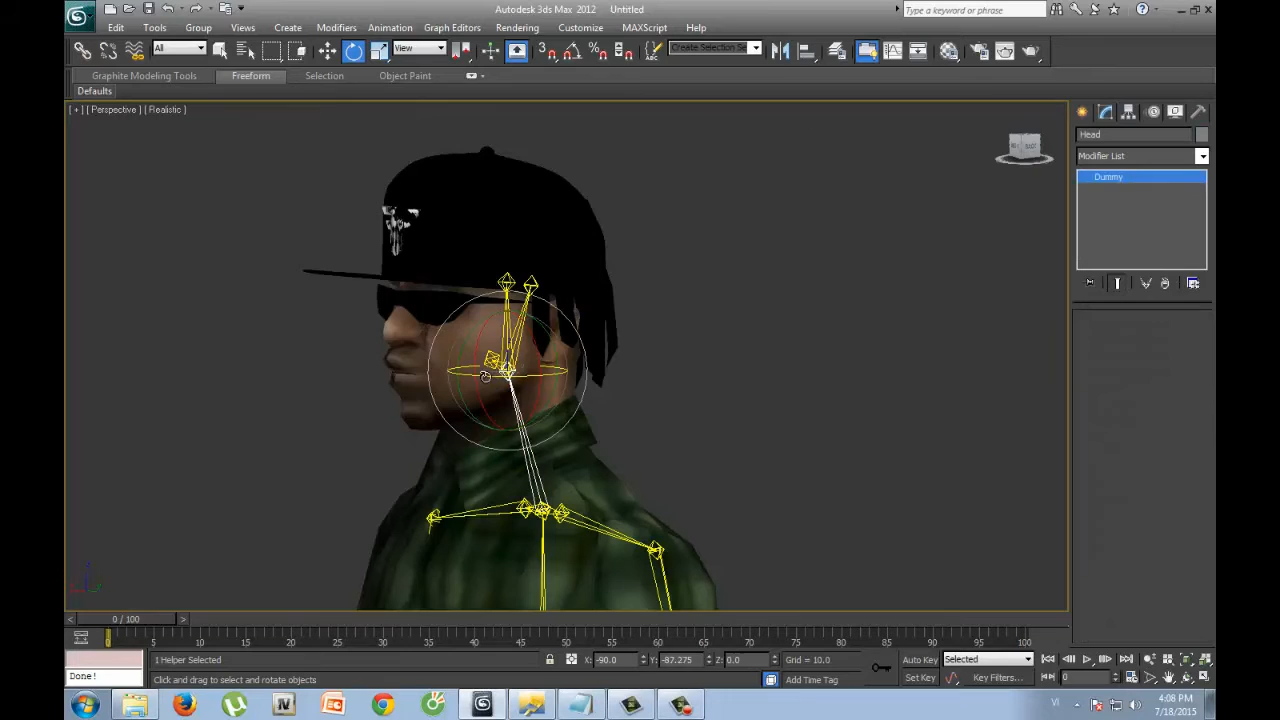 Autodesk 3ds Max 2012 Untitled
Type a keyword or phrase
Edit Tools Group Views Create Modifiers Animation Graph Editors Rendering Customize MAXScript Help
All View 3 Create Selection Se
Graphite Modeling Tools Freeform Selection Object Paint
Defaults
[ + ] [ Perspective ] [ Realistic ]
Head
Modifier List
Dummy
0 / 100
0 5 10 15 20 25 30 35 40 45 50 55 60 65 70 75 80 85 90 95 100
1 Helper Selected X: -90.0 Y: -87.275 Z: 0.0 Grid = 10.0 Auto Key Selected
Done! Click and drag to select and rotate objects Add Time Tag Set Key Key Filters... 0
VI 4:08 PM
7/18/2015